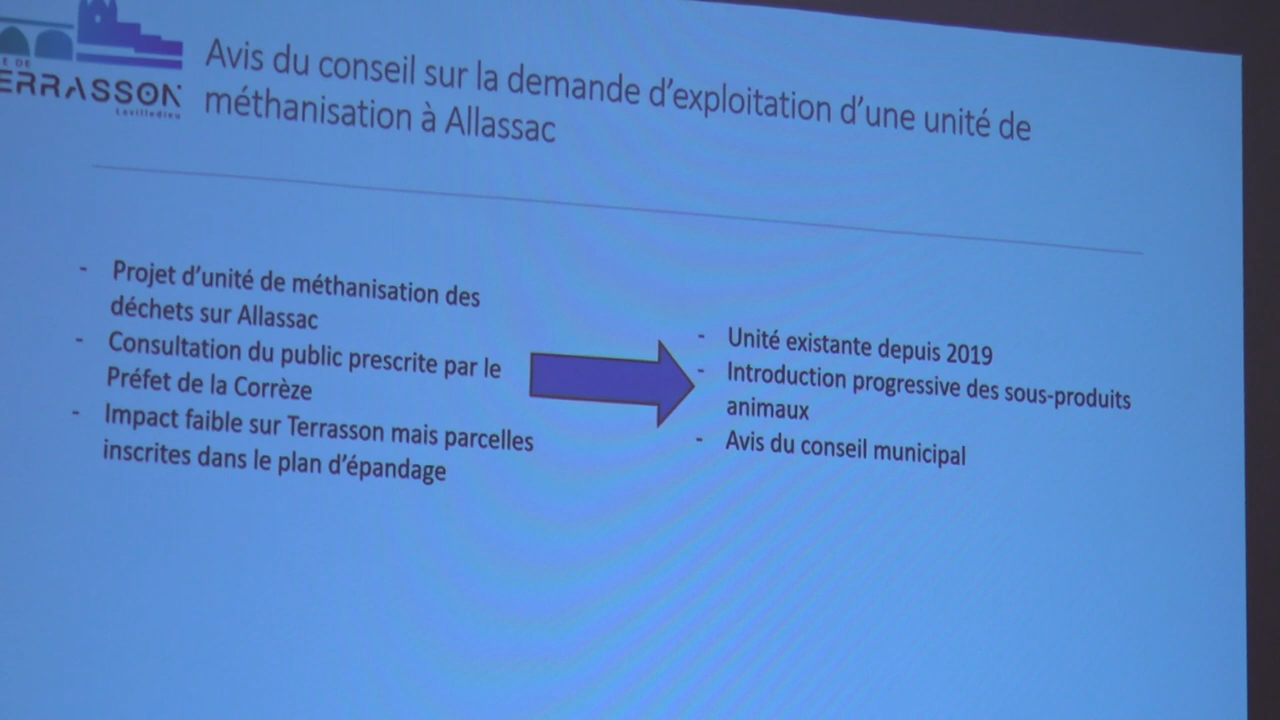 E DE
ERRASSON
Lavilledieu
Avis du conseil sur la demande d'exploitation d'une unité de
méthanisation à Allassac
- Projet d'unité de méthanisation des
déchets sur Allassac
- Consultation du public prescrite par le
Préfet de la Corrèze
- Impact faible sur Terrasson mais parcelles
inscrites dans le plan d'épandage
- Unité existante depuis 2019
- Introduction progressive des sous-produits
animaux
- Avis du conseil municipal